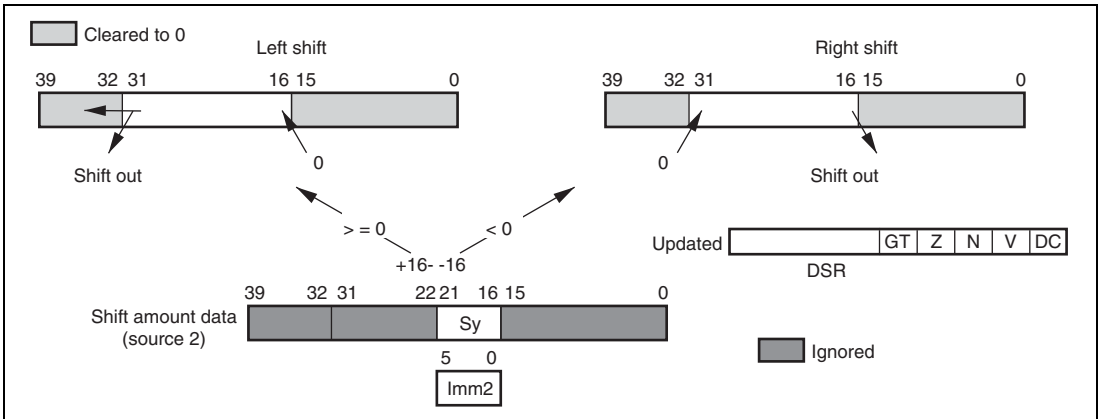 Cleared to 0
Left shift
Right shift
39 32 31 16 15 0
39 32 31 16 15 0
0
0
Shift out
Shift out
> = 0
< 0
+16- -16
Updated GT Z N V DC
DSR
39 32 31 22 21 16 15 0
Shift amount data
(source 2)
Sy
Ignored
5 0
Imm2